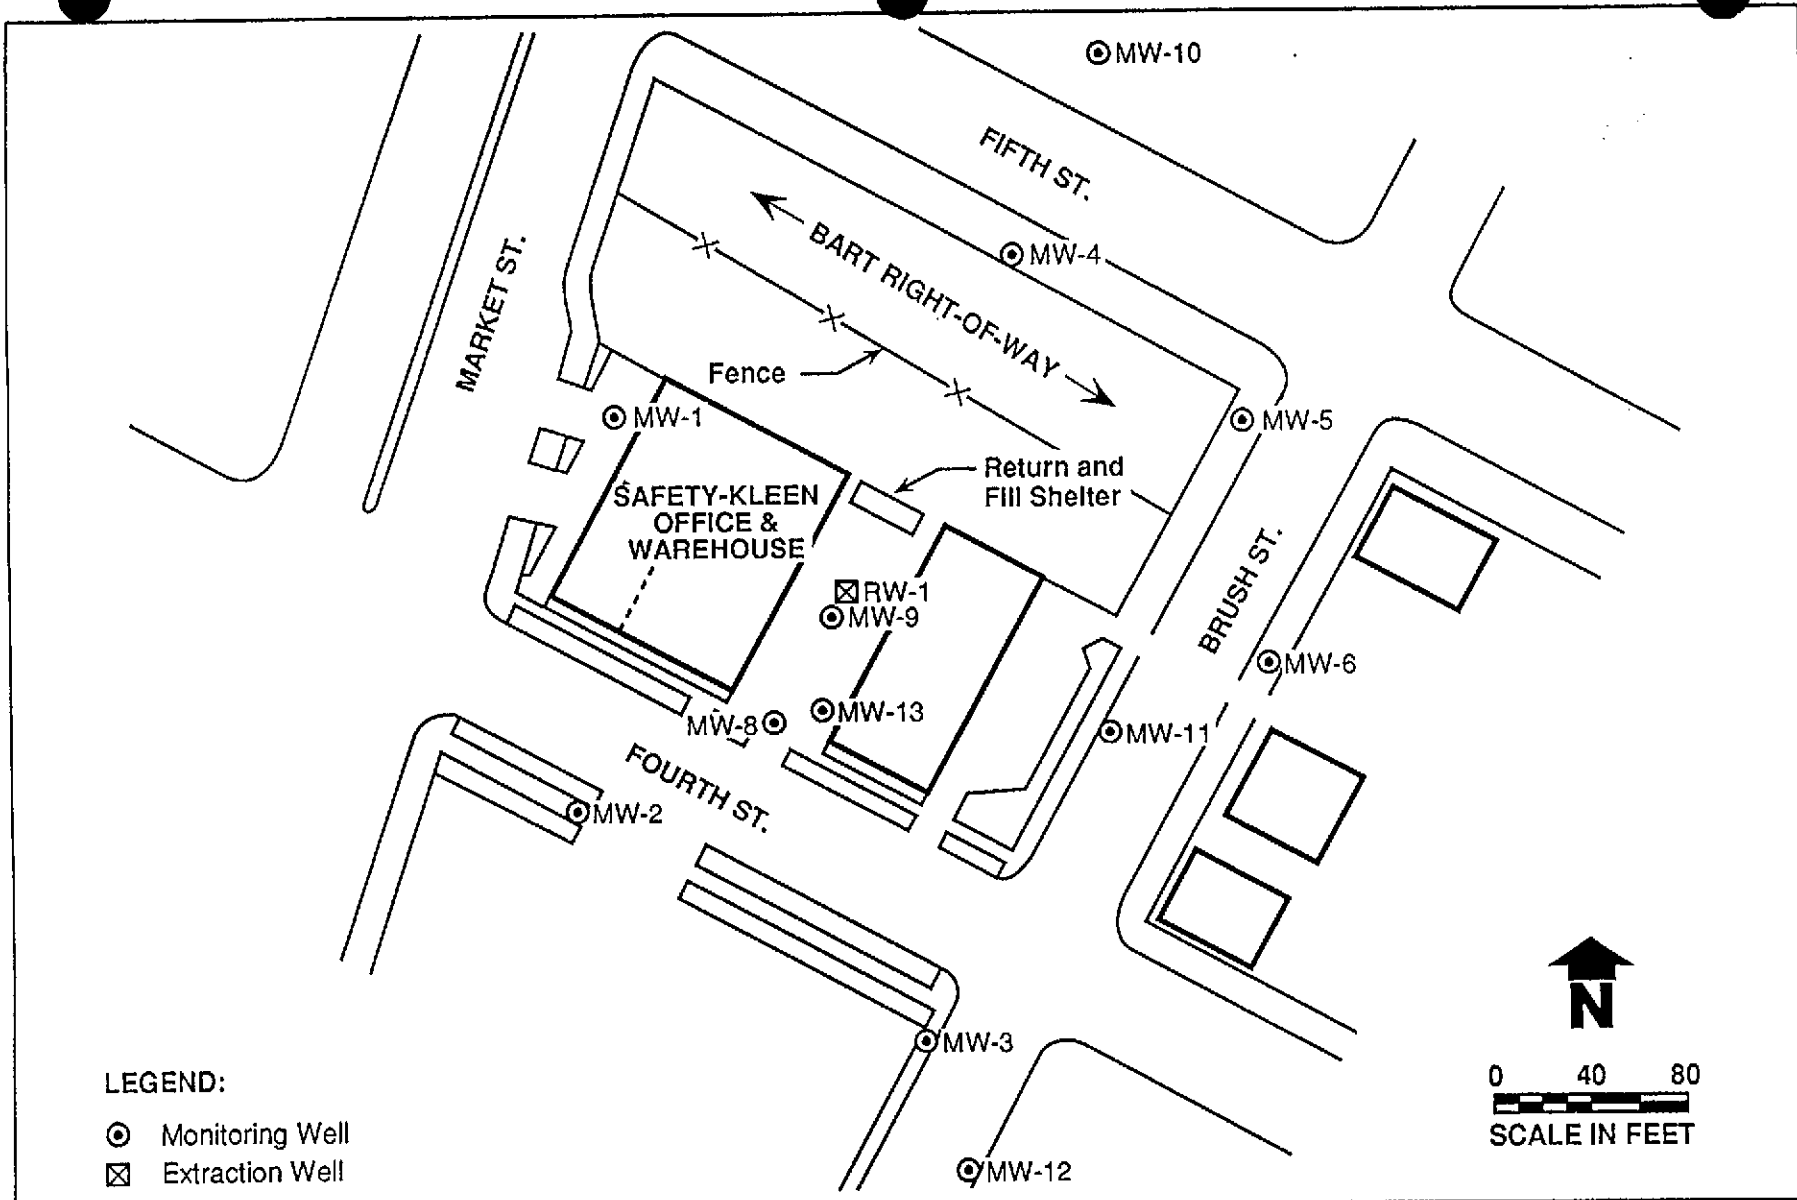 MW-10
FIFTH ST.
MW-4
BART RIGHT-OF-WAY
MARKET ST.
Fence
MW-1
MW-5
Return and
Fill Shelter
SAFETY-KLEEN
OFFICE &
WAREHOUSE
RW-1
MW-9
BRUSH ST.
MW-6
MW-8
MW-13
MW-11
FOURTH ST.
MW-2
MW-3
N
LEGEND:
Monitoring Well
Extraction Well
0 40 80
SCALE IN FEET
MW-12